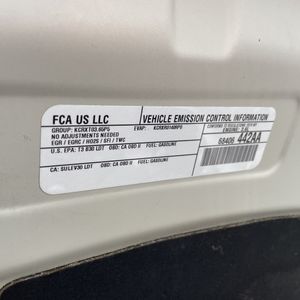 FCA US LLC
VEHICLE EMISSION CONTROL INFORMATION
GROUP: KCRXT03.65P5 EVAP: KCRXR0140RP0
NO ADJUSTMENTS NEEDED
EGR / EGRC / HO2S / SFI / TWC
ENGINE: 3.6L
68406 442AA
U.S. EPA: T3 B30 LDT OBD: CA OBD II FUEL: GASOLINE
CA: SULEV30 LDT OBD: CA OBD II FUEL: GASOLINE